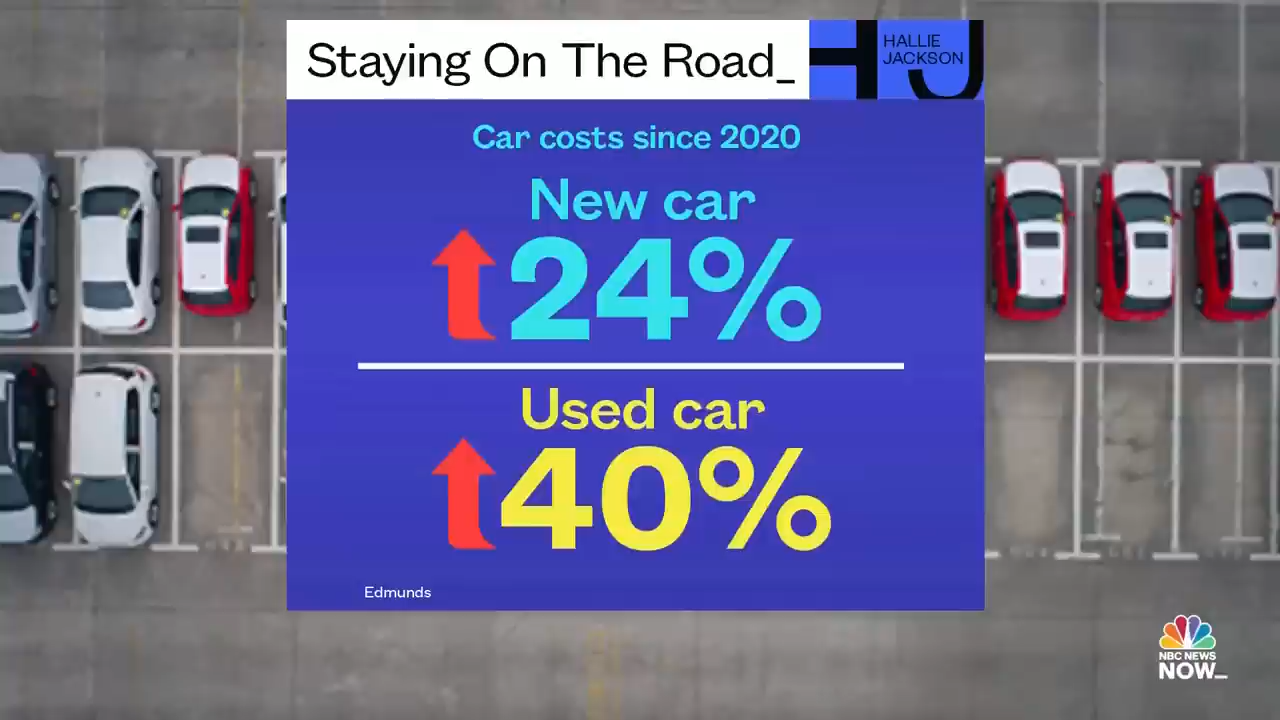 Staying On The Road_
HALLIE
JACKSON
Car costs since 2020
New car
24%
Used car
40%
Edmunds
NBC NEWS
NOW_